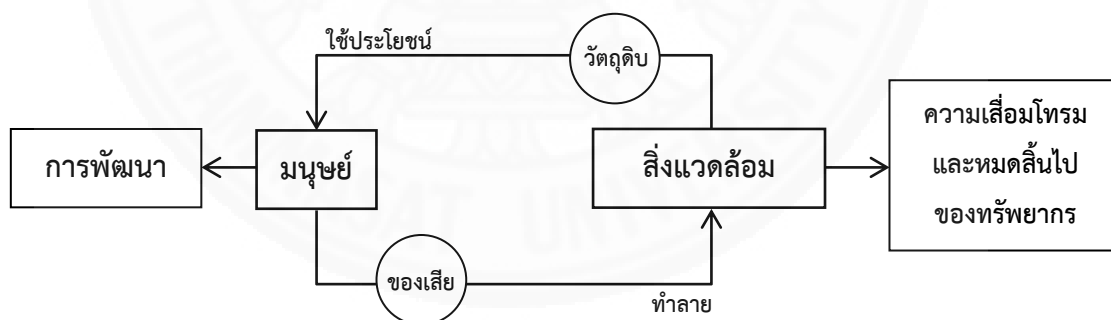 ใช้ประโยชน์
วัตถุดิบ
การพัฒนา
มนุษย์
สิ่งแวดล้อม
ความเสื่อมโทรม
และหมดสิ้นไป
ของทรัพยากร
ของเสีย
ทำลาย